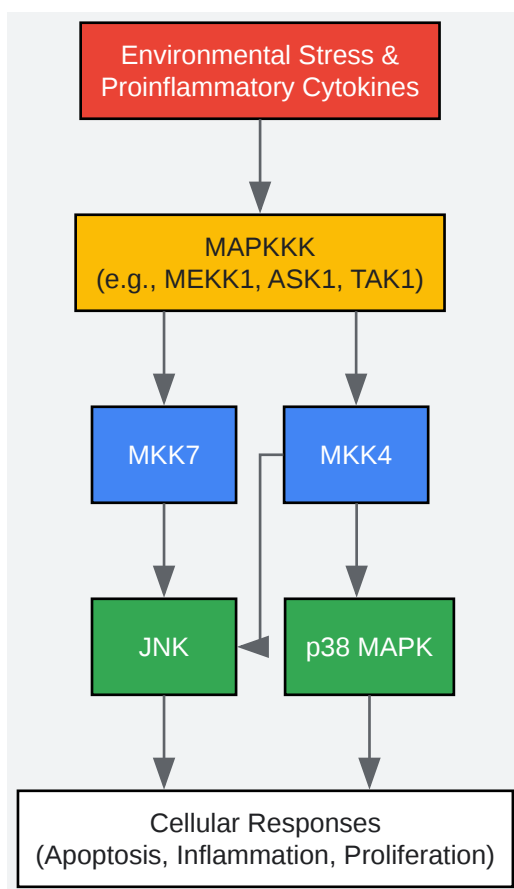 Environmental Stress &
Proinflammatory Cytokines
MAPKKK
(e.g., MEKK1, ASK1, TAK1)
MKK7
MKK4
JNK
p38 MAPK
Cellular Responses
(Apoptosis, Inflammation, Proliferation)